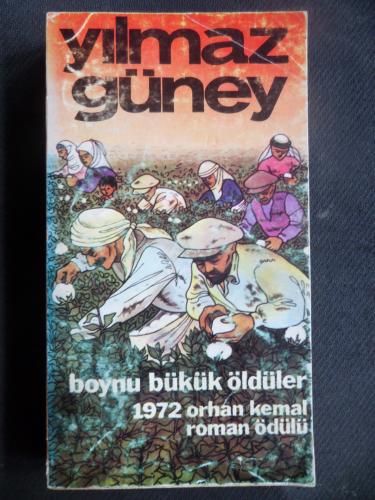 yılmaz
güney
boynu bükük öldüler
1972 orhan kemal
roman ödülü